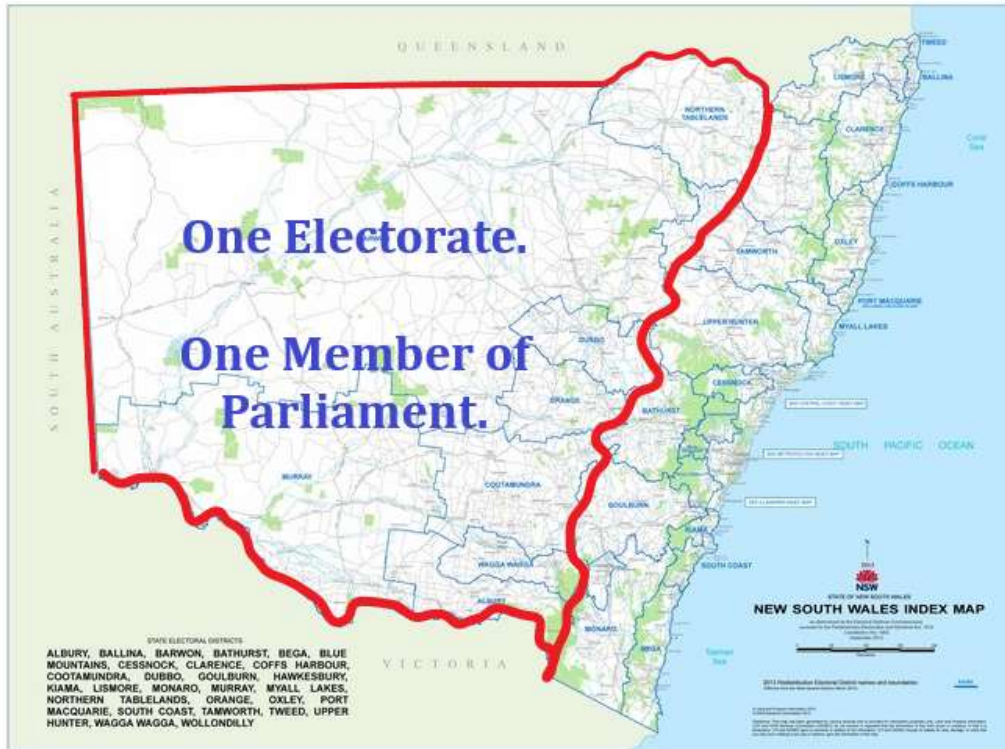 QUEENSLAND
TWEED
LISMORE
BALLINA
NORTHERN
TABLELANDS
CLARENCE
Coral
Sea
COFFS HARBOUR
SOUTH AUSTRALIA
One Electorate.
OXLEY
TAMWORTH
PORT MACQUARIE
UPPER HUNTER
MYALL LAKES
DUBBO
One Member of
Parliament.
CESSNOCK
ORANGE
BATHURST
SOUTH PACIFIC OCEAN
MURRAY
COOTAMUNDRA
GOULBURN
KIAMA
WAGGA WAGGA
SOUTH COAST
ALBURY
MONARO
BEGA
VICTORIA
Tasman
Sea
N
2013
NSW
STATE OF NEW SOUTH WALES
NEW SOUTH WALES INDEX MAP
STATE ELECTORAL DISTRICTS
ALBURY, BALLINA, BARWON, BATHURST, BEGA, BLUE
MOUNTAINS, CESSNOCK, CLARENCE, COFFS HARBOUR,
COOTAMUNDRA, DUBBO, GOULBURN, HAWKESBURY,
KIAMA, LISMORE, MONARO, MURRAY, MYALL LAKES,
NORTHERN TABLELANDS, ORANGE, OXLEY, PORT
MACQUARIE, SOUTH COAST, TAMWORTH, TWEED, UPPER
HUNTER, WAGGA WAGGA, WOLLONDILLY